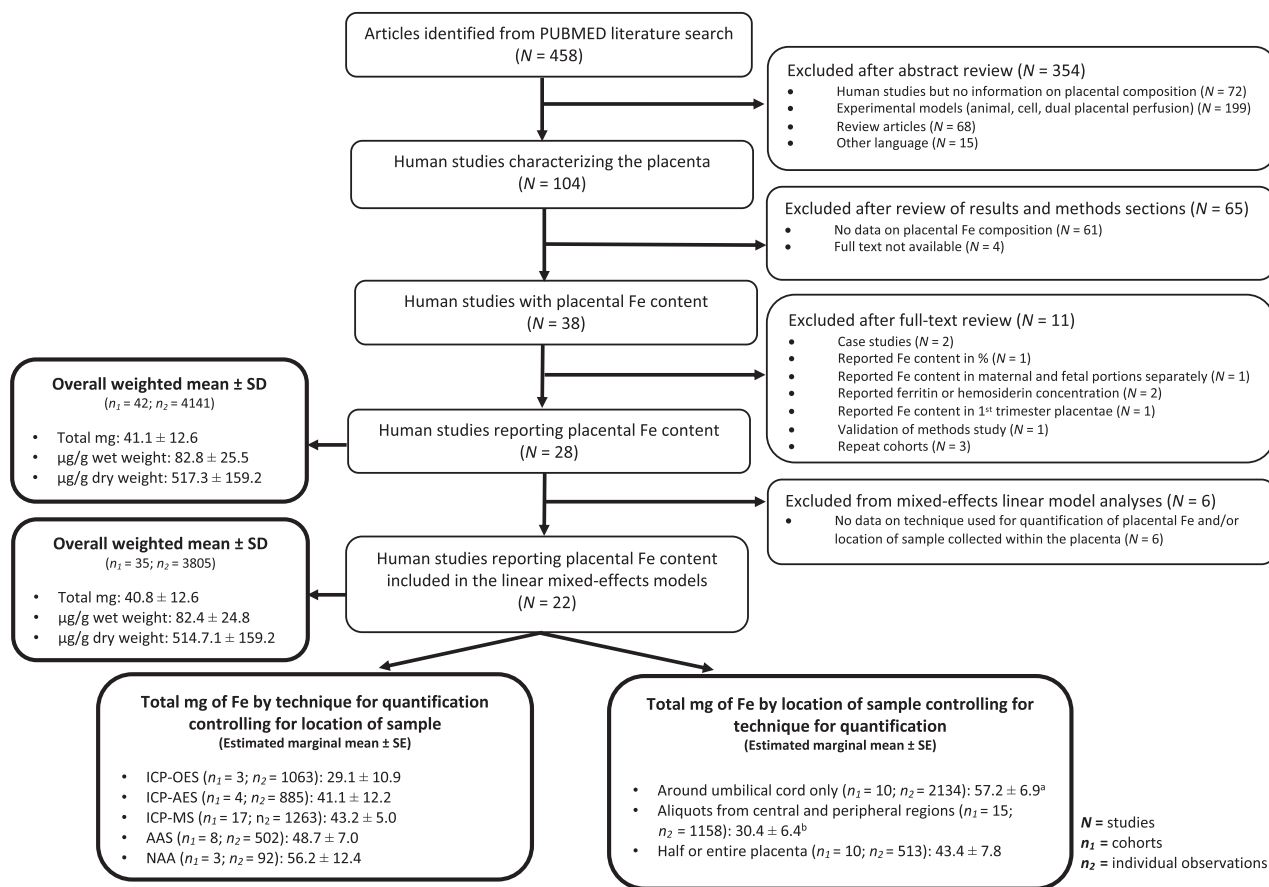 Articles identified from PUBMED literature search
(N = 458)
Excluded after abstract review (N = 354)
• Human studies but no information on placental composition (N = 72)
• Experimental models (animal, cell, dual placental perfusion) (N = 199)
• Review articles (N = 68)
• Other language (N = 15)
Human studies characterizing the placenta
(N = 104)
Excluded after review of results and methods sections (N = 65)
• No data on placental Fe composition (N = 61)
• Full text not available (N = 4)
Human studies with placental Fe content
(N = 38)
Excluded after full-text review (N = 11)
• Case studies (N = 2)
• Reported Fe content in % (N = 1)
• Reported Fe content in maternal and fetal portions separately (N = 1)
• Reported ferritin or hemosiderin concentration (N = 2)
• Reported Fe content in 1st trimester placentae (N = 1)
• Validation of methods study (N = 1)
• Repeat cohorts (N = 3)
Overall weighted mean ± SD
(n1 = 42; n2 = 4141)
• Total mg: 41.1 ± 12.6
• µg/g wet weight: 82.8 ± 25.5
• µg/g dry weight: 517.3 ± 159.2
Human studies reporting placental Fe content
(N = 28)
Excluded from mixed-effects linear model analyses (N = 6)
• No data on technique used for quantification of placental Fe and/or
location of sample collected within the placenta (N = 6)
Overall weighted mean ± SD
(n1 = 35; n2 = 3805)
• Total mg: 40.8 ± 12.6
• µg/g wet weight: 82.4 ± 24.8
• µg/g dry weight: 514.7.1 ± 159.2
Human studies reporting placental Fe content
included in the linear mixed-effects models
(N = 22)
Total mg of Fe by technique for quantification
controlling for location of sample
(Estimated marginal mean ± SE)
• ICP-OES (n1 = 3; n2 = 1063): 29.1 ± 10.9
• ICP-AES (n1 = 4; n2 = 885): 41.1 ± 12.2
• ICP-MS (n1 = 17; n2 = 1263): 43.2 ± 5.0
• AAS (n1 = 8; n2 = 502): 48.7 ± 7.0
• NAA (n1 = 3; n2 = 92): 56.2 ± 12.4
Total mg of Fe by location of sample controlling for
technique for quantification
(Estimated marginal mean ± SE)
• Around umbilical cord only (n1 = 10; n2 = 2134): 57.2 ± 6.9a
• Aliquots from central and peripheral regions (n1 = 15;
n2 = 1158): 30.4 ± 6.4b
• Half or entire placenta (n1 = 10; n2 = 513): 43.4 ± 7.8
N = studies
n1 = cohorts
n2 = individual observations